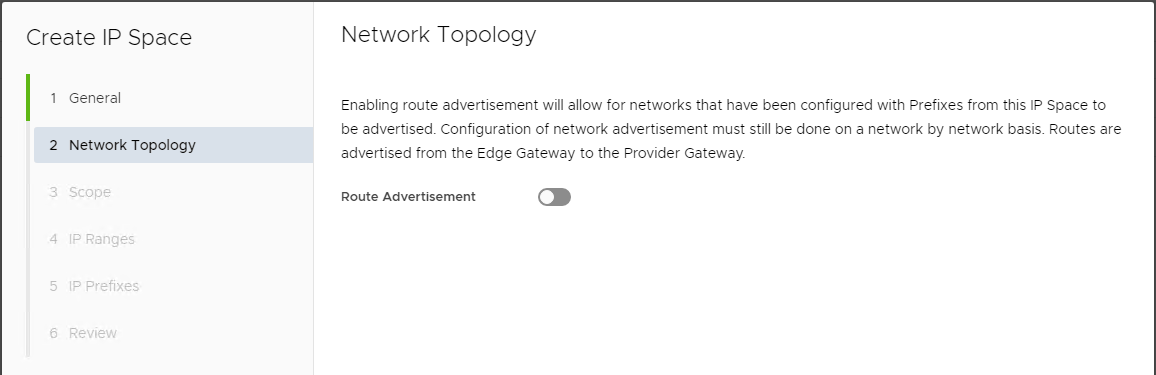 Create IP Space
1 General
2 Network Topology
3 Scope
4 IP Ranges
5 IP Prefixes
6 Review
Network Topology
Enabling route advertisement will allow for networks that have been configured with Prefixes from this IP Space to
be advertised. Configuration of network advertisement must still be done on a network by network basis. Routes are
advertised from the Edge Gateway to the Provider Gateway.
Route Advertisement